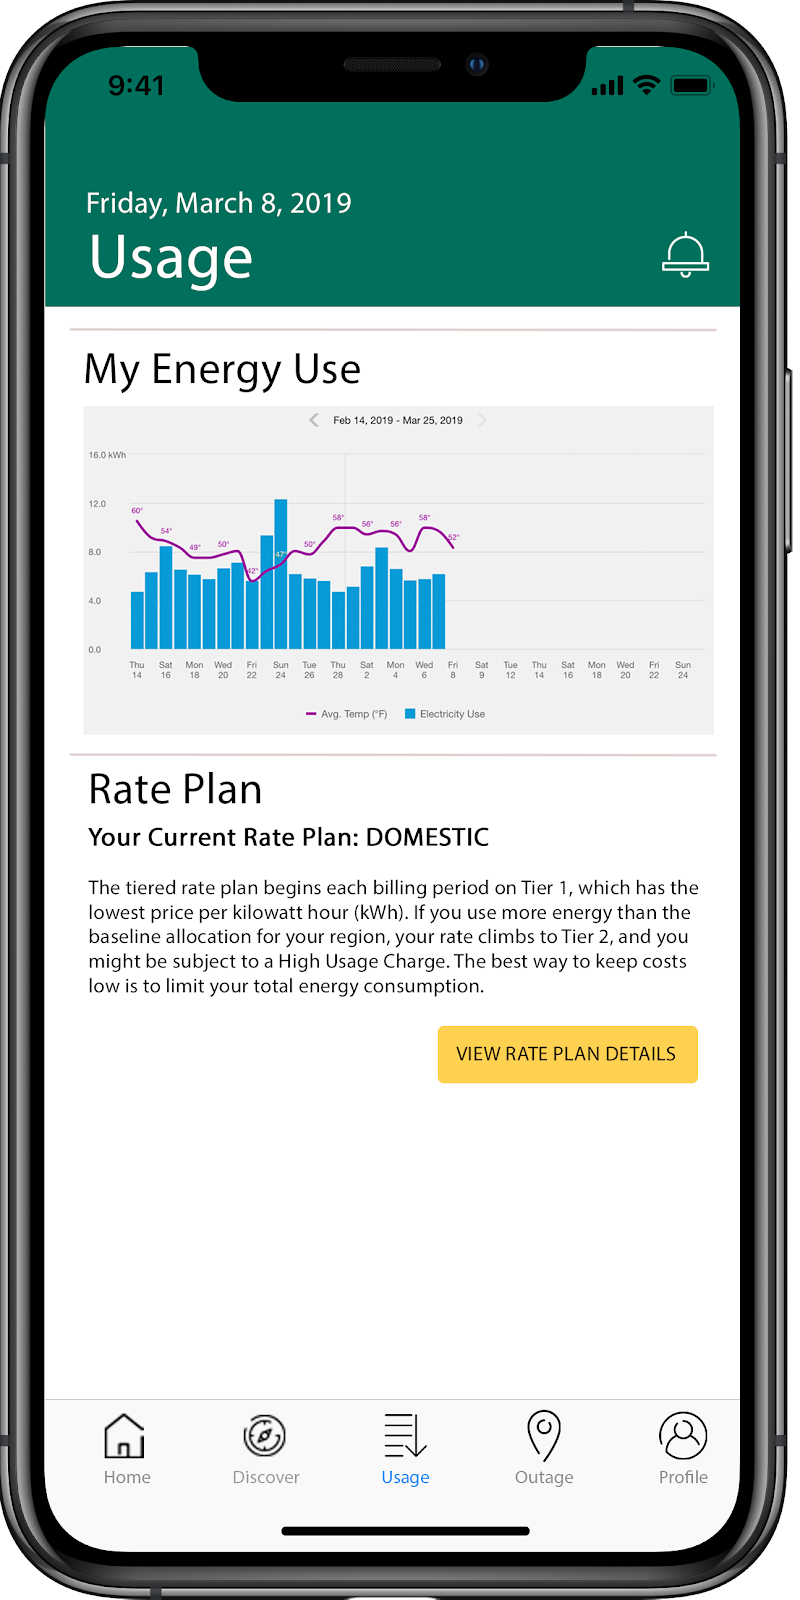 9:41
Friday, March 8, 2019
Usage
My Energy Use
Feb 14, 2019 - Mar 25, 2019
16.0 kWh
12.0
8.0
4.0
0.0
60°
54°
49°
50°
42°
47°
50°
58°
56°
56°
58°
52°
Thu Sat Mon Wed Fri Sun Tue Thu Sat Mon Wed Fri Sat Tue Thu Sat Mon Wed Fri Sun
14 16 18 20 22 24 26 28 2 4 6 8 9 12 14 16 18 20 22 24
Avg. Temp (°F) Electricity Use
Rate Plan
Your Current Rate Plan: DOMESTIC
The tiered rate plan begins each billing period on Tier 1, which has the
lowest price per kilowatt hour (kWh). If you use more energy than the
baseline allocation for your region, your rate climbs to Tier 2, and you
might be subject to a High Usage Charge. The best way to keep costs
low is to limit your total energy consumption.
VIEW RATE PLAN DETAILS
Home Discover Usage Outage Profile